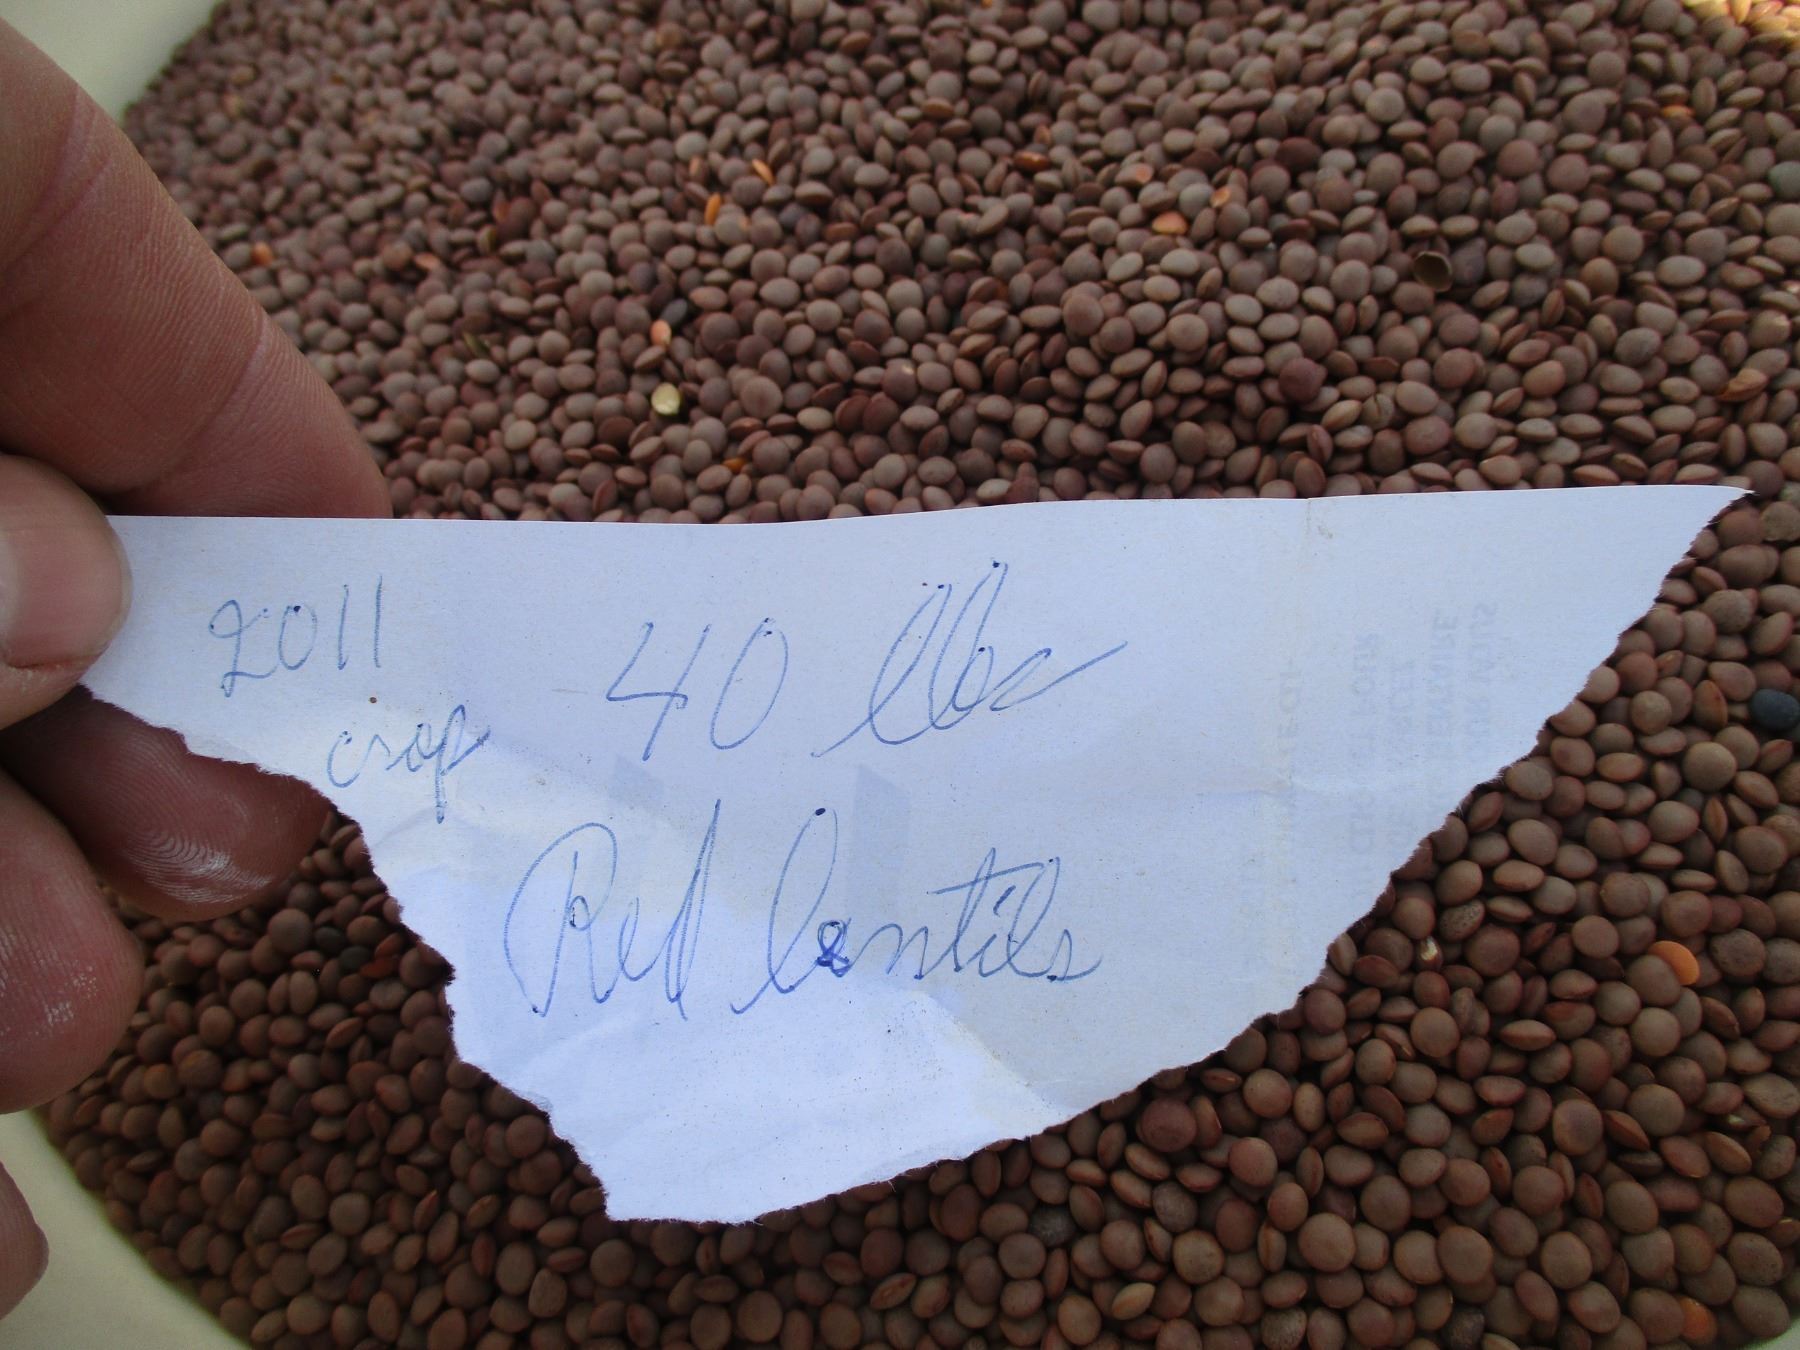 2011
crop
40 lbs
Red lentils